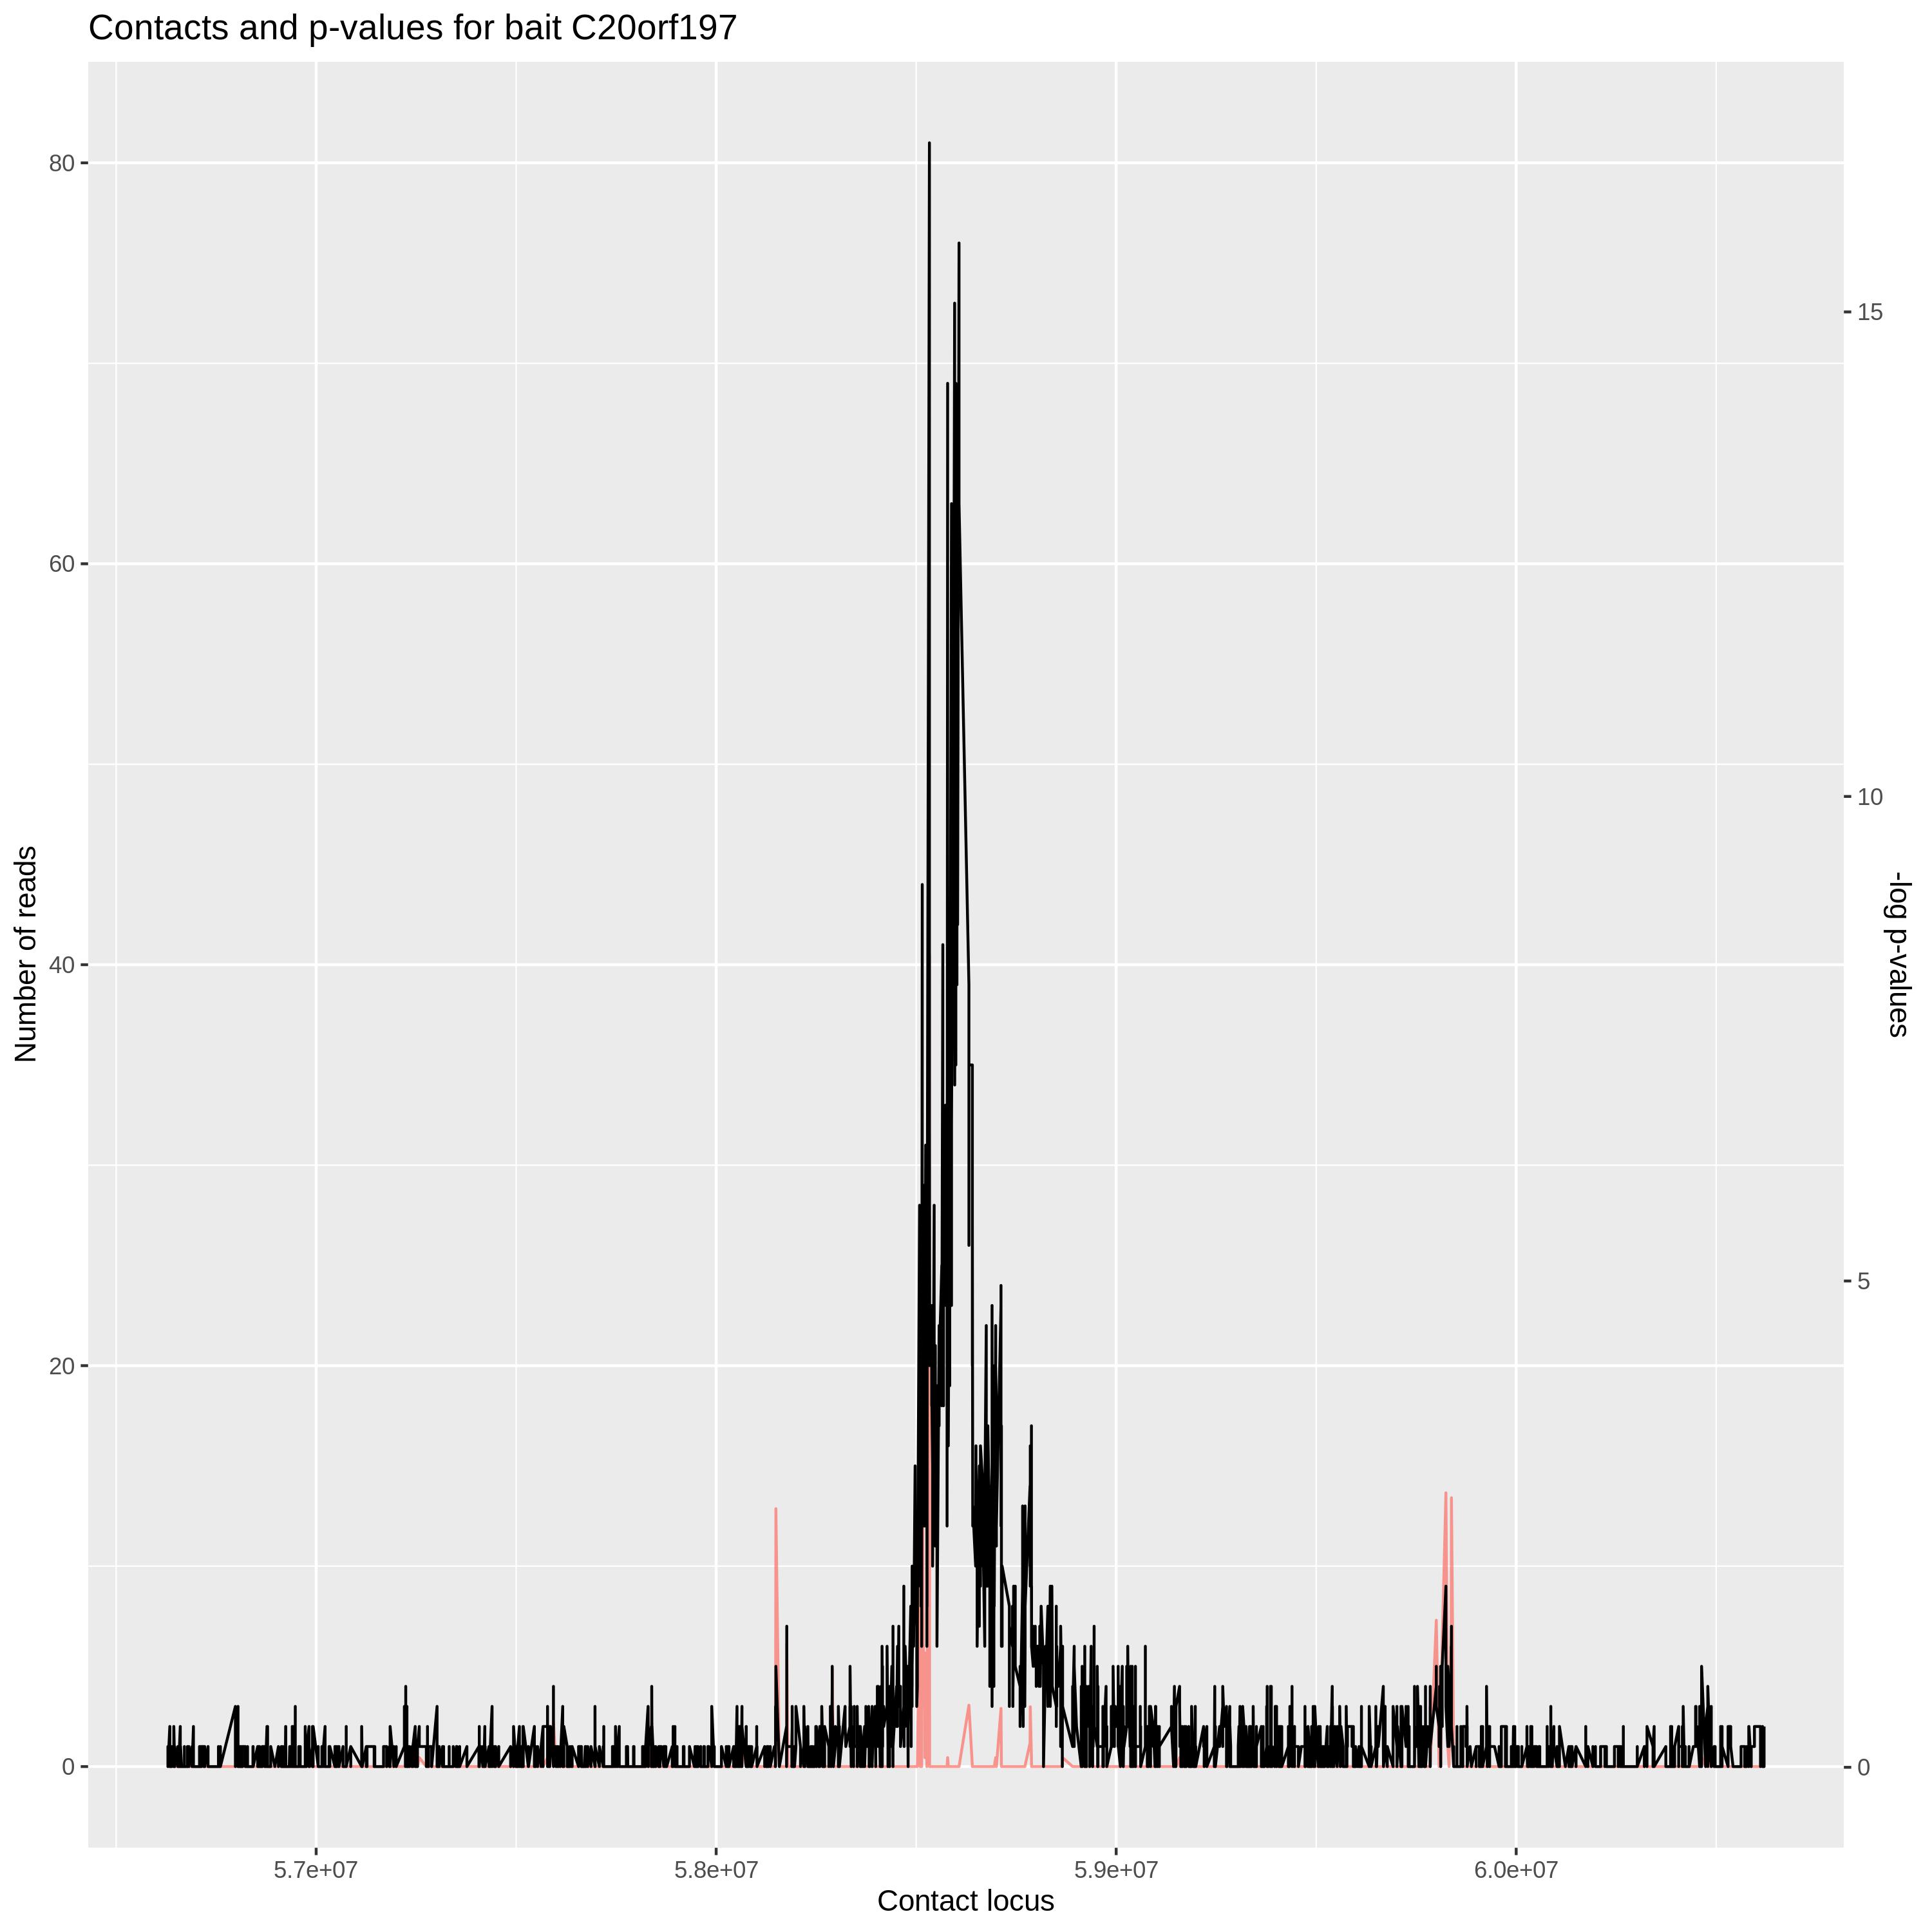 Contacts and p-values for bait C20orf197
80
60
40
20
0
Number of reads
15
10
5
0
-log p-values
5.7e+07
5.8e+07
5.9e+07
6.0e+07
Contact locus